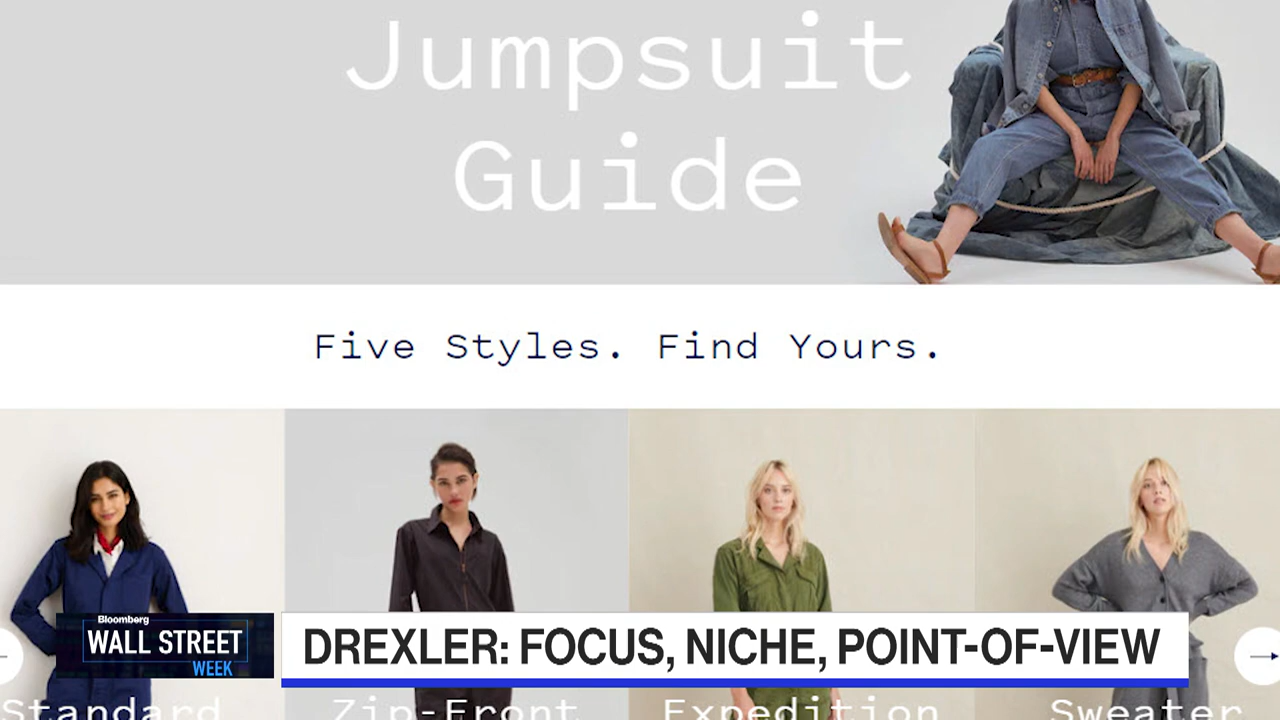 Jumpsuit
Guide
Five Styles. Find Yours.
Bloomberg
WALL STREET
WEEK
DREXLER: FOCUS, NICHE, POINT-OF-VIEW
Standard Zip-Front Expedition Sweater